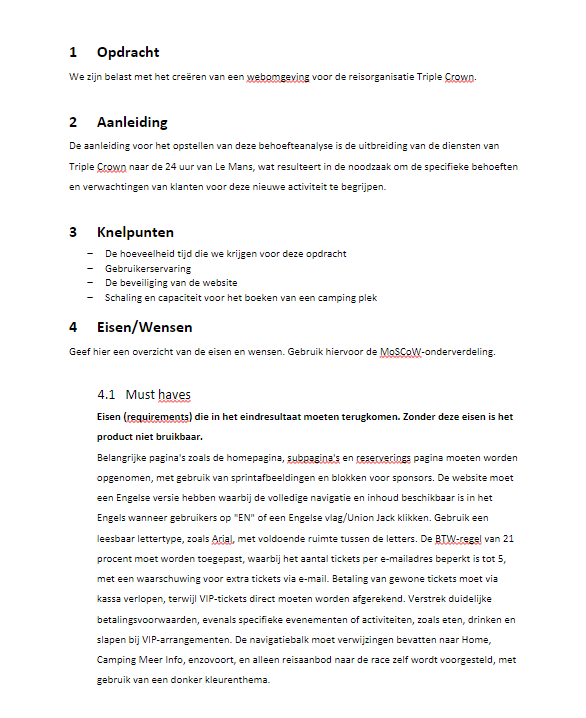 1 Opdracht
We zijn belast met het creëren van een webomgeving voor de reisorganisatie Triple Crown.
2 Aanleiding
De aanleiding voor het opstellen van deze behoefteanalyse is de uitbreiding van de diensten van
Triple Crown naar de 24 uur van Le Mans, wat resulteert in de noodzaak om de specifieke behoeften
en verwachtingen van klanten voor deze nieuwe activiteit te begrijpen.
3 Knelpunten
– De hoeveelheid tijd die we krijgen voor deze opdracht
– Gebruikerservaring
– De beveiliging van de website
– Schaling en capaciteit voor het boeken van een camping plek
4 Eisen/Wensen
Geef hier een overzicht van de eisen en wensen. Gebruik hiervoor de MoSCoW-onderverdeling.
4.1 Must haves
Eisen (requirements) die in het eindresultaat moeten terugkomen. Zonder deze eisen is het
product niet bruikbaar.
Belangrijke pagina's zoals de homepagina, subpagina's en reserverings pagina moeten worden
opgenomen, met gebruik van sprintafbeeldingen en blokken voor sponsors. De website moet
een Engelse versie hebben waarbij de volledige navigatie en inhoud beschikbaar is in het
Engels wanneer gebruikers op "EN" of een Engelse vlag/Union Jack klikken. Gebruik een
leesbaar lettertype, zoals Arial, met voldoende ruimte tussen de letters. De BTW-regel van 21
procent moet worden toegepast, waarbij het aantal tickets per e-mailadres beperkt is tot 5,
met een waarschuwing voor extra tickets via e-mail. Betaling van gewone tickets moet via
kassa verlopen, terwijl VIP-tickets direct moeten worden afgerekend. Verstrek duidelijke
betalingsvoorwaarden, evenals specifieke evenementen of activiteiten, zoals eten, drinken en
slapen bij VIP-arrangementen. De navigatiebalk moet verwijzingen bevatten naar Home,
Camping Meer Info, enzovoort, en alleen reisaanbod naar de race zelf wordt voorgesteld, met
gebruik van een donker kleurenthema.